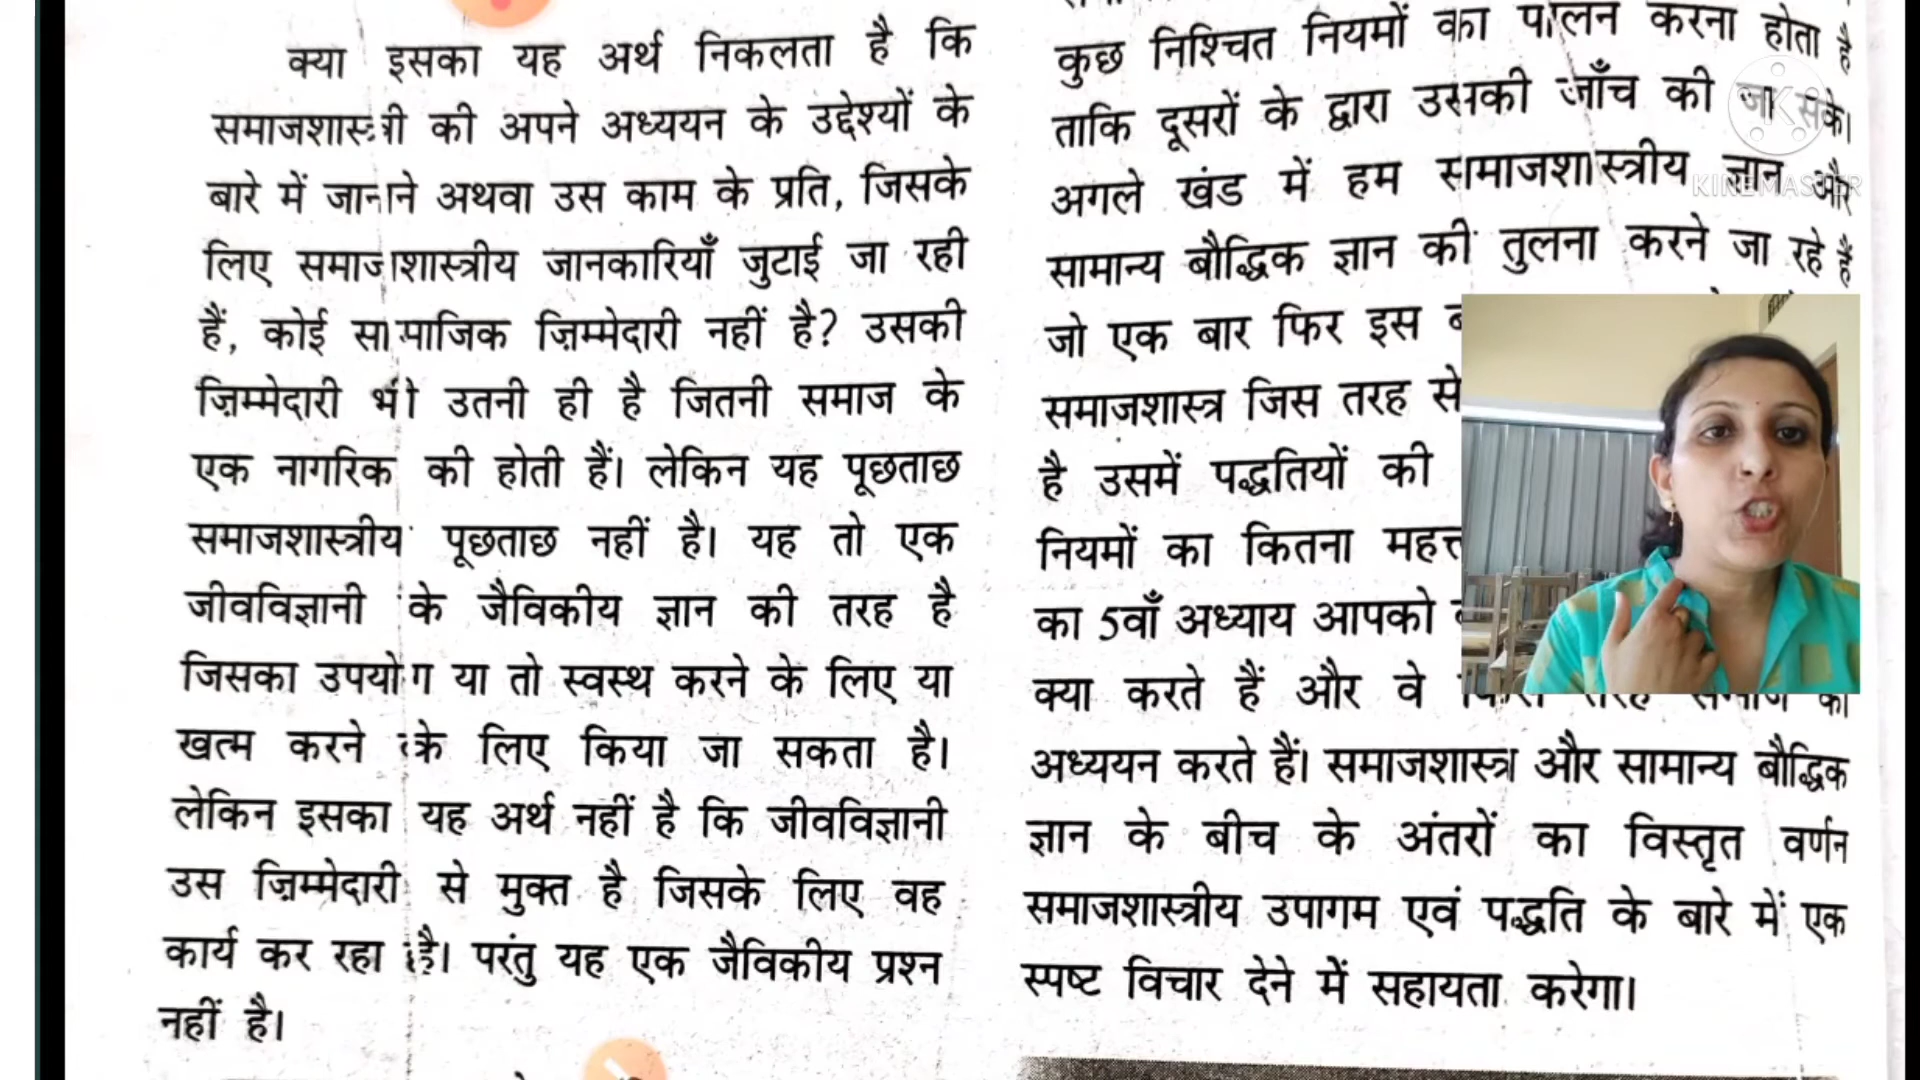 क्या इसका यह अर्थ निकलता है कि
समाजशास्त्री की अपने अध्ययन के उद्देश्यों के
बारे में जानने अथवा उस काम के प्रति, जिसके
लिए समाजशास्त्रीय जानकारियाँ जुटाई जा रही
हैं, कोई सामाजिक ज़िम्मेदारी नहीं है? उसकी
ज़िम्मेदारी भी उतनी ही है जितनी समाज के
एक नागरिक की होती हैं। लेकिन यह पूछताछ
समाजशास्त्रीय पूछताछ नहीं है। यह तो एक
जीवविज्ञानी के जैविकीय ज्ञान की तरह है
जिसका उपयोग या तो स्वस्थ करने के लिए या
खत्म करने के लिए किया जा सकता है।
लेकिन इसका यह अर्थ नहीं है कि जीवविज्ञानी
उस ज़िम्मेदारी से मुक्त है जिसके लिए वह
कार्य कर रहा है। परंतु यह एक जैविकीय प्रश्न
नहीं है।
कुछ निश्चित नियमों का पालन करना होता है
ताकि दूसरों के द्वारा उसकी जाँच की जा सके।
अगले खंड में हम समाजशास्त्रीय ज्ञान और
सामान्य बौद्धिक ज्ञान की तुलना करने जा रहे हैं
जो एक बार फिर इस
समाजशास्त्र जिस तरह से
है उसमें पद्धतियों की
नियमों का कितना
का 5वाँ अध्याय आपको
क्या करते हैं और वे
अध्ययन करते हैं। समाजशास्त्र और सामान्य बौद्धिक
ज्ञान के बीच के अंतरों का विस्तृत वर्णन
समाजशास्त्रीय उपागम एवं पद्धति के बारे में एक
स्पष्ट विचार देने में सहायता करेगा।
KINEMASTER